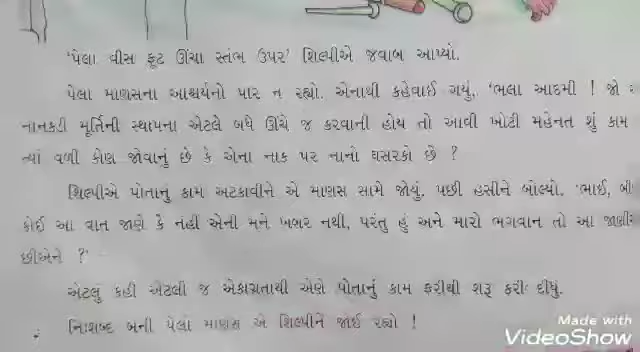 'પેલા વીસ ફૂટ ઊંચા સ્તંભ ઉપર' શિલ્પીએ જવાબ આપ્યો.
પેલા માણસના આશ્ચર્યનો પાર ન રહ્યો. એનાથી કહેવાઈ ગયું, 'ભલા આદમી ! જો
નાનકડી મૂર્તિની સ્થાપના એટલે બધે ઊંચે જ કરવાની હોય તો આવી ખોટી મહેનત શું કામ
ત્યાં વળી કોણ જોવાનું છે કે એના નાક પર નાનો ઘસરકો છે ?
શિલ્પીએ પોતાનું કામ અટકાવીને એ માણસ સામે જોયું. પછી હસીને બોલ્યો, 'ભાઈ,
કોઈ આ વાત જાણે કે નહીં એની મને ખબર નથી, પરંતુ હું અને મારો ભગવાન તો આ
છીએને ?'
એટલું કહી એટલી જ એકાગ્રતાથી એણે પોતાનું કામ ફરીથી શરૂ કરી દીધું.
નિઃશબ્દ બની પેલો માણસ એ શિલ્પીને જોઈ રહ્યો !
Made with
VideoShow